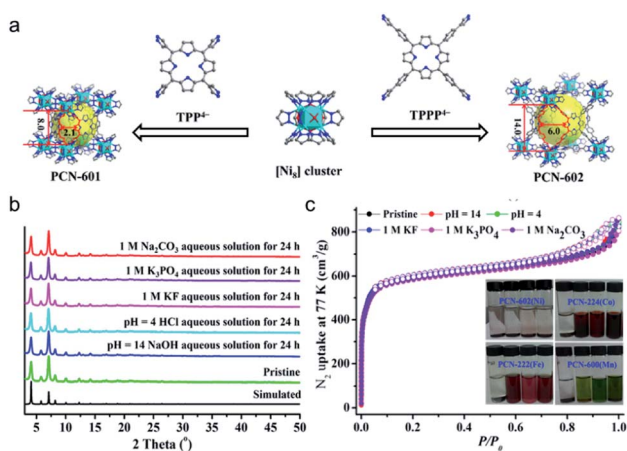 a
TPP⁴⁻
TPPP⁴⁻
8.0
2.1
14.0
6.0
PCN-601
[Ni₈] cluster
PCN-602
b
1 M Na₂CO₃ aqueous solution for 24 h
1 M K₃PO₄ aqueous solution for 24 h
1 M KF aqueous solution for 24 h
pH = 4 HCl aqueous solution for 24 h
pH = 14 NaOH aqueous solution for 24 h
Pristine
Simulated
5 10 15 20 25 30 35 40 45 50
2 Theta (°)
c
Pristine pH = 14 pH = 4
1 M KF 1 M K₃PO₄ 1 M Na₂CO₃
N₂ uptake at 77 K (cm³/g)
800
600
400
200
0
PCN-602(Ni) PCN-224(Co)
PCN-222(Fe) PCN-600(Mn)
0.0 0.2 0.4 0.6 0.8 1.0
P/P₀